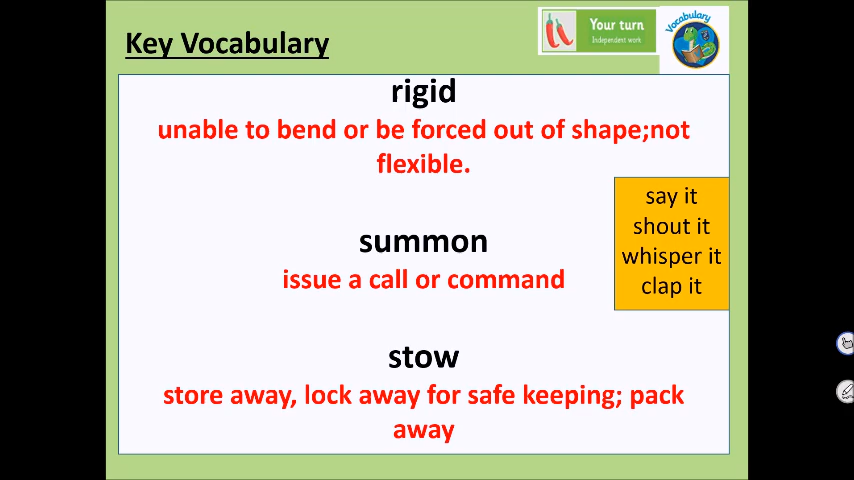 Key Vocabulary
Your turn
Independent work
Vocabulary
rigid
unable to bend or be forced out of shape;not
flexible.
summon
issue a call or command
stow
store away, lock away for safe keeping; pack
away
say it
shout it
whisper it
clap it